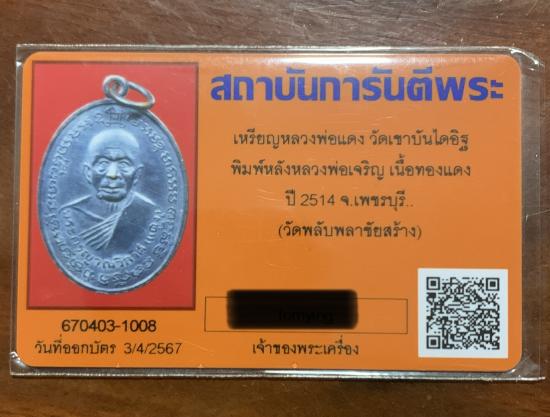 สถาบันการันตีพระ
เหรียญหลวงพ่อแดง วัดเขาบันไดอิฐ
พิมพ์หลังหลวงพ่อเจริญ เนื้อทองแดง
ปี 2514 จ.เพชรบุรี..
(วัดพลับพลาชัยสร้าง)
670403-1008
วันที่ออกบัตร 3/4/2567
เจ้าของพระเครื่อง